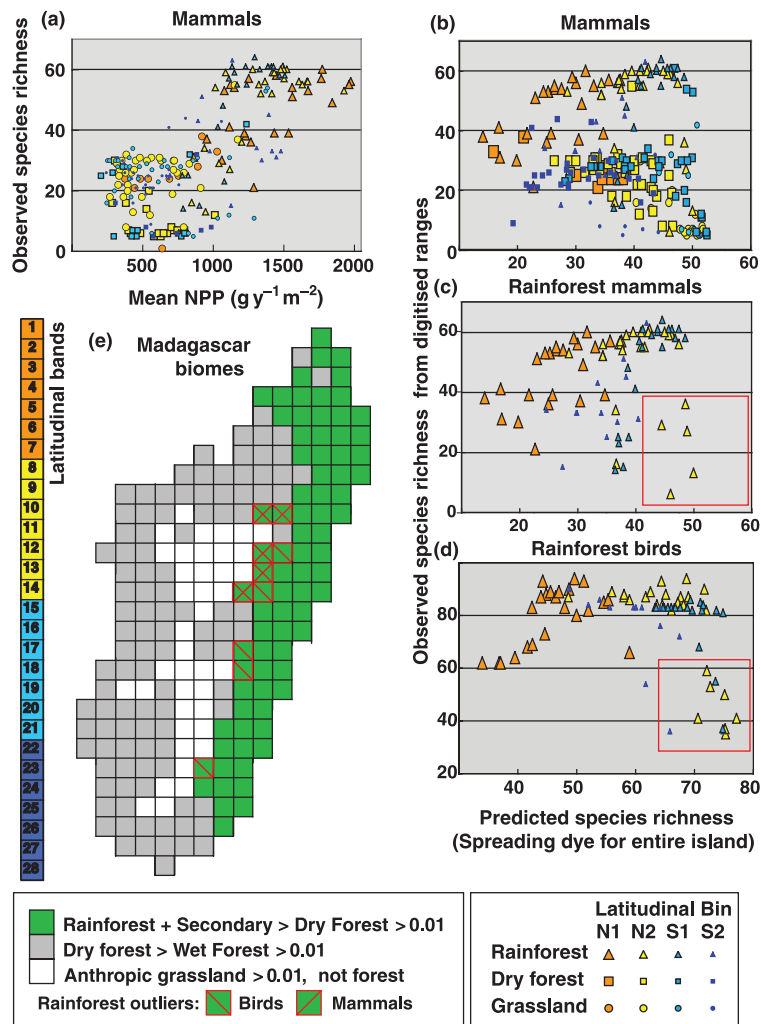 (a)
Mammals
Observed species richness
60
40
20
0
500
1000
1500
2000
Mean NPP (g y⁻¹ m⁻²)
(b)
Mammals
60
40
20
0
20
30
40
50
60
(c)
Rainforest mammals
60
40
20
0
20
30
40
50
60
(d)
Rainforest birds
80
60
40
20
40
50
60
70
80
Observed species richness from digitised ranges
Predicted species richness
(Spreading dye for entire island)
(e)
Madagascar
biomes
Latitudinal bands
1
2
3
4
5
6
7
8
9
10
11
12
13
14
15
16
17
18
19
20
21
22
23
24
25
26
27
28
Rainforest + Secondary > Dry Forest > 0.01
Dry forest > Wet Forest > 0.01
Anthropic grassland > 0.01, not forest
Rainforest outliers: Birds Mammals
Latitudinal Bin
N1 N2 S1 S2
Rainforest
Dry forest
Grassland